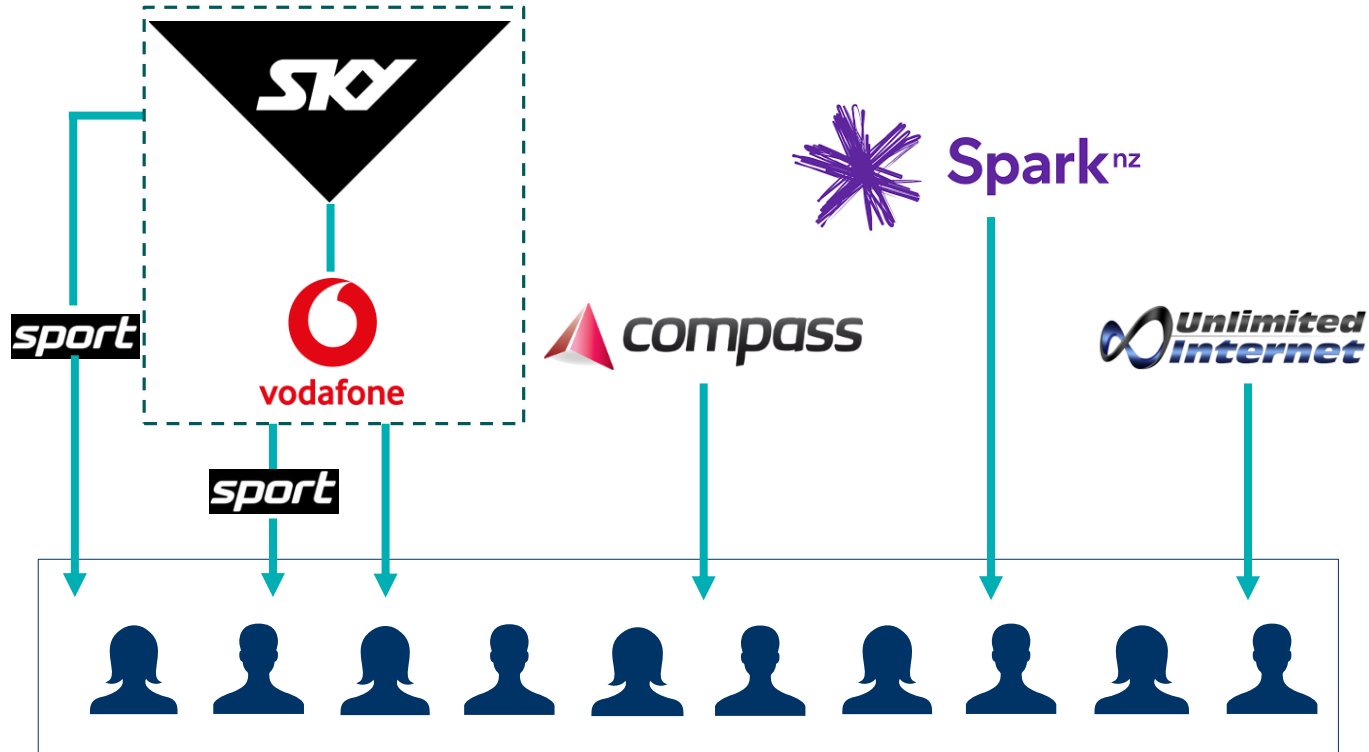 SKY
Spark nz
sport
vodafone
compass
Unlimited
Internet
sport